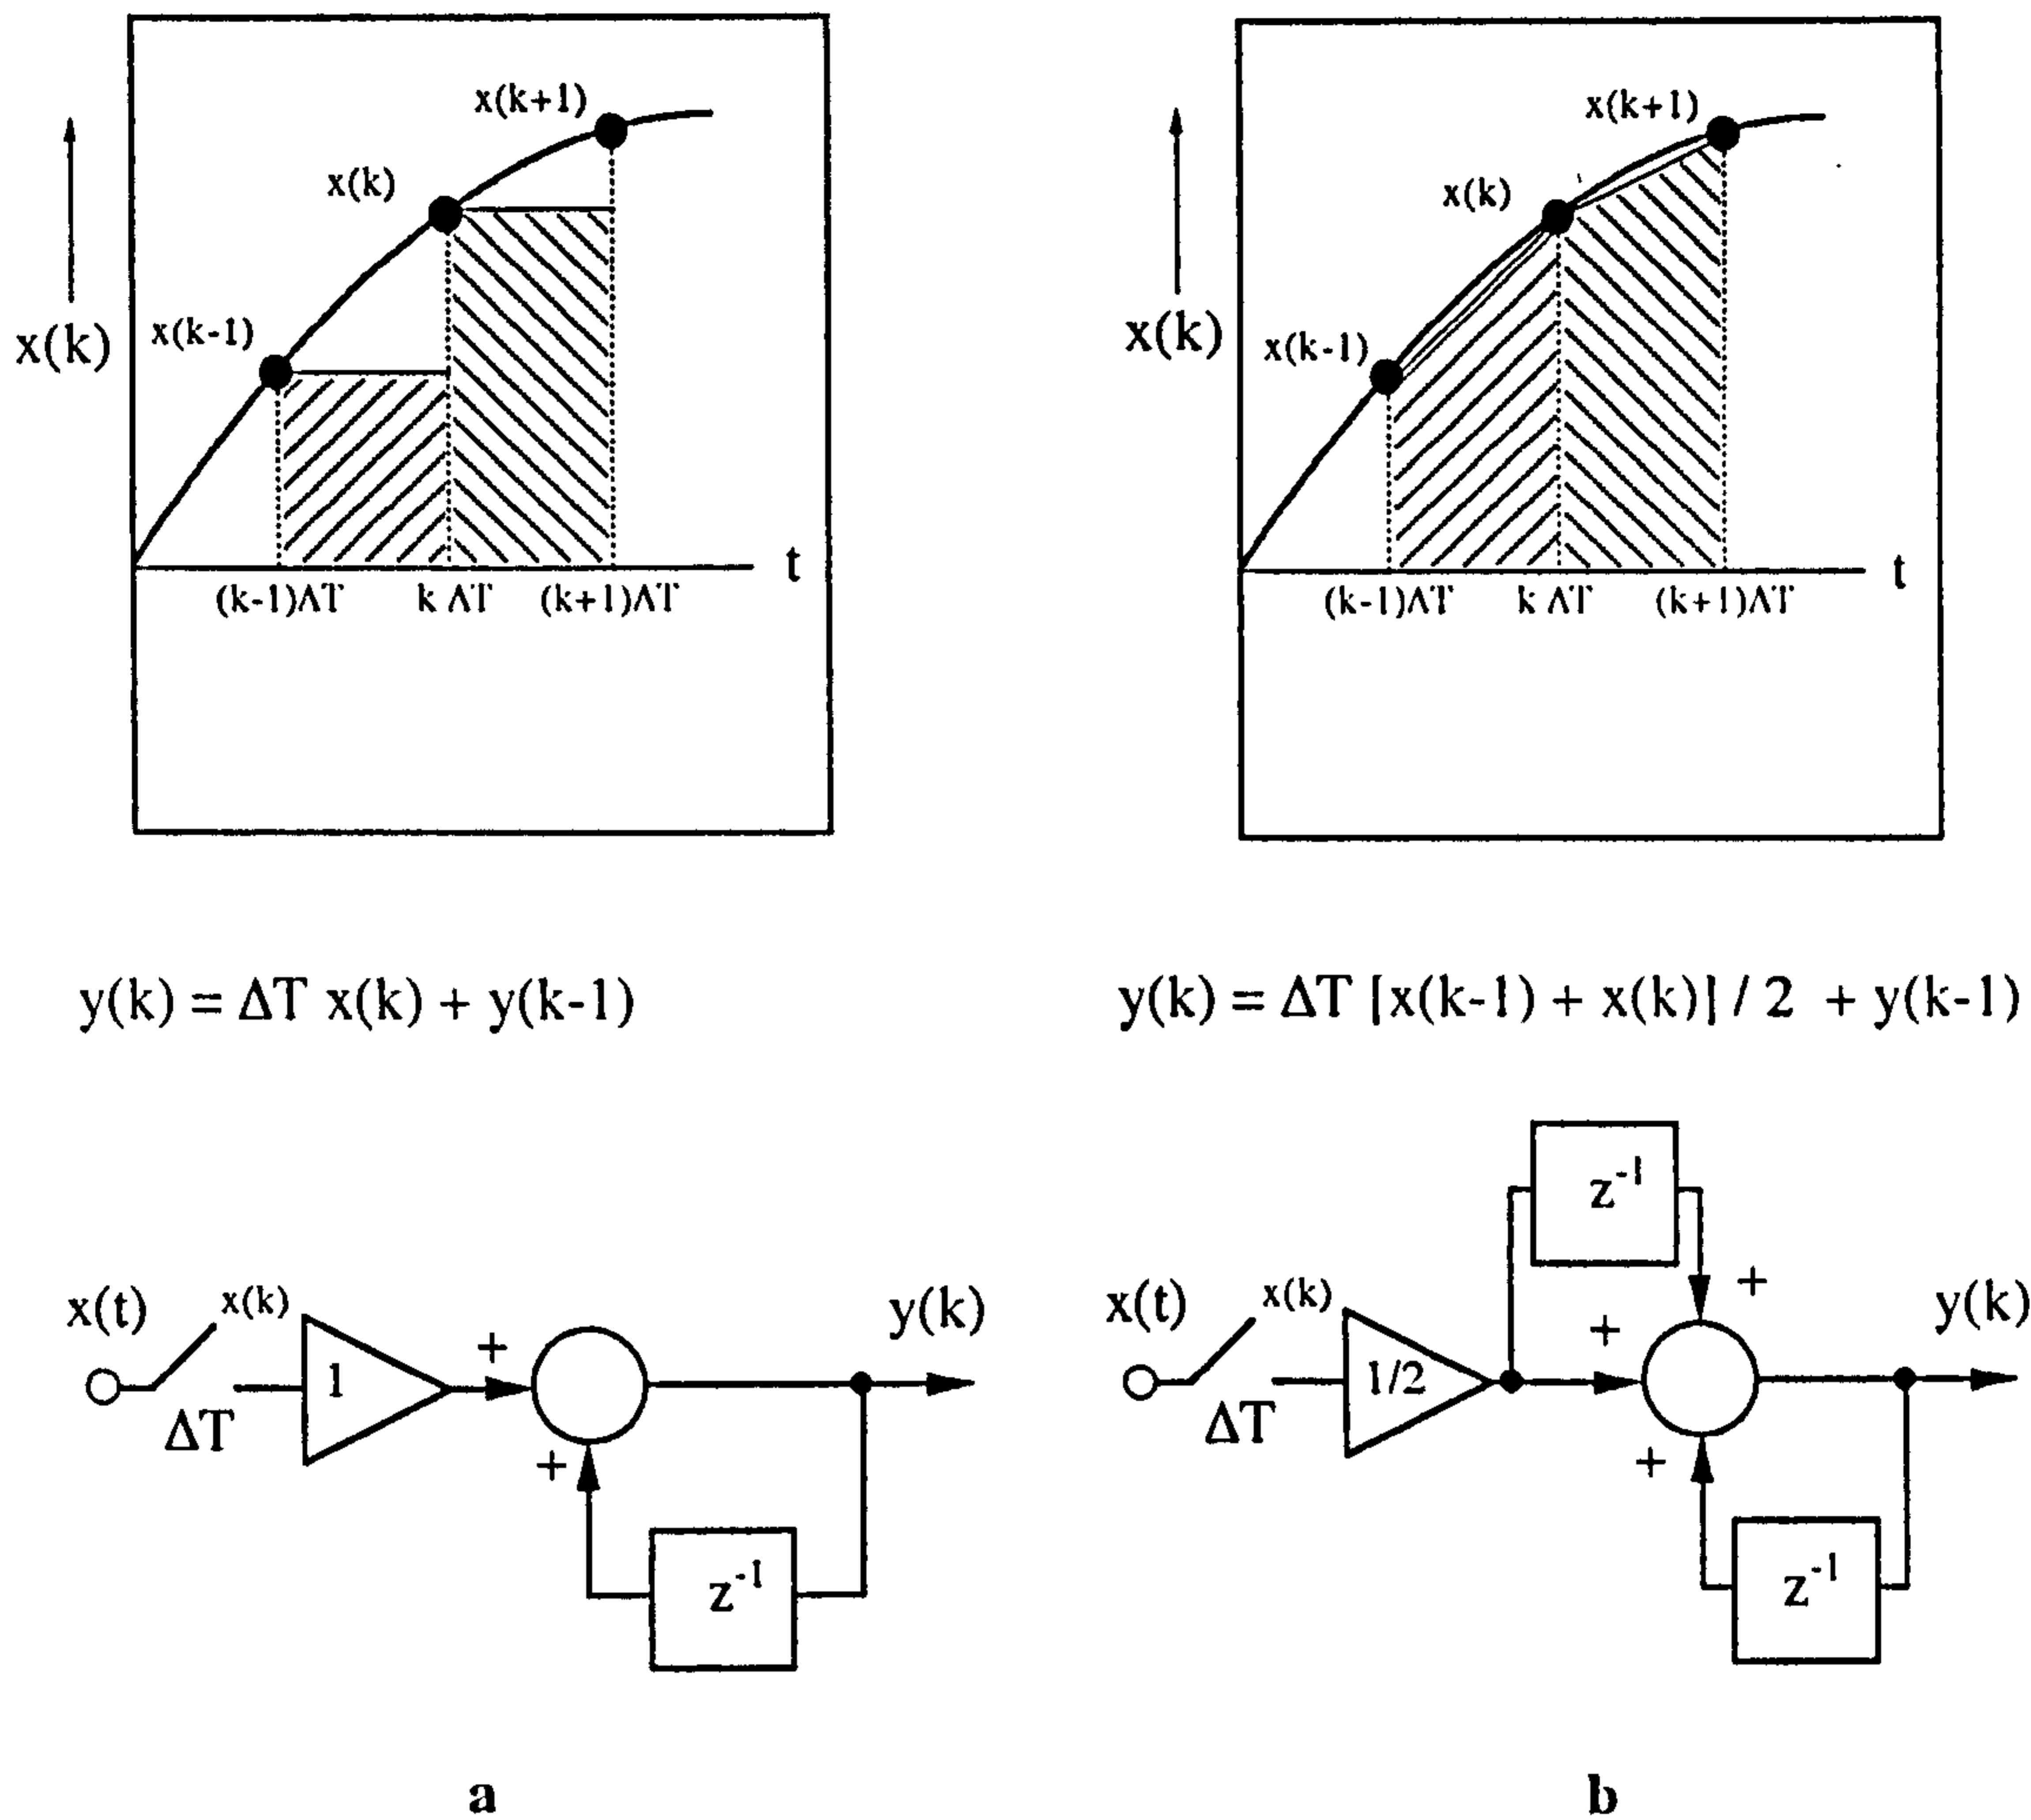 x(k+1)
x(k)
x(k-1)
x(k)
t
(k-1)ΔT k ΔT (k+1)ΔT
x(k+1)
x(k)
x(k-1)
x(k)
t
(k-1)ΔT k ΔT (k+1)ΔT
y(k) = ΔT x(k) + y(k-1)
y(k) = ΔT [x(k-1) + x(k)] / 2 + y(k-1)
x(t)
x(k)
ΔT
1
+
+
y(k)
z⁻¹
a
z⁻¹
x(t)
x(k)
ΔT
1/2
+
+
+
y(k)
z⁻¹
b